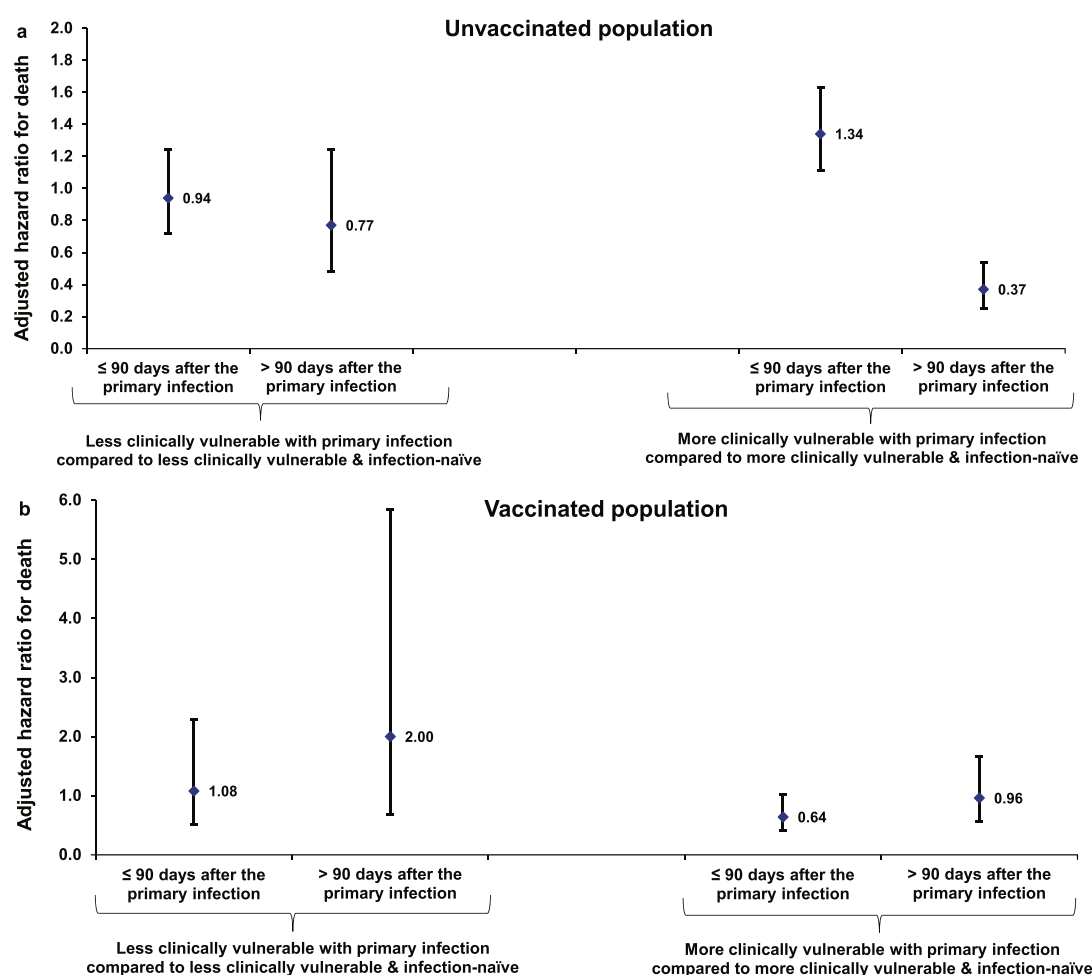 a
Unvaccinated population
Adjusted hazard ratio for death
2.0
1.8
1.6
1.4
1.2
1.0
0.8
0.6
0.4
0.2
0.0
0.94
0.77
1.34
0.37
≤ 90 days after the
primary infection
> 90 days after the
primary infection
≤ 90 days after the
primary infection
> 90 days after the
primary infection
Less clinically vulnerable with primary infection
compared to less clinically vulnerable & infection-naïve
More clinically vulnerable with primary infection
compared to more clinically vulnerable & infection-naïve
b
Vaccinated population
Adjusted hazard ratio for death
6.0
5.0
4.0
3.0
2.0
1.0
0.0
1.08
2.00
0.64
0.96
≤ 90 days after the
primary infection
> 90 days after the
primary infection
≤ 90 days after the
primary infection
> 90 days after the
primary infection
Less clinically vulnerable with primary infection
compared to less clinically vulnerable & infection-naïve
More clinically vulnerable with primary infection
compared to more clinically vulnerable & infection-naïve